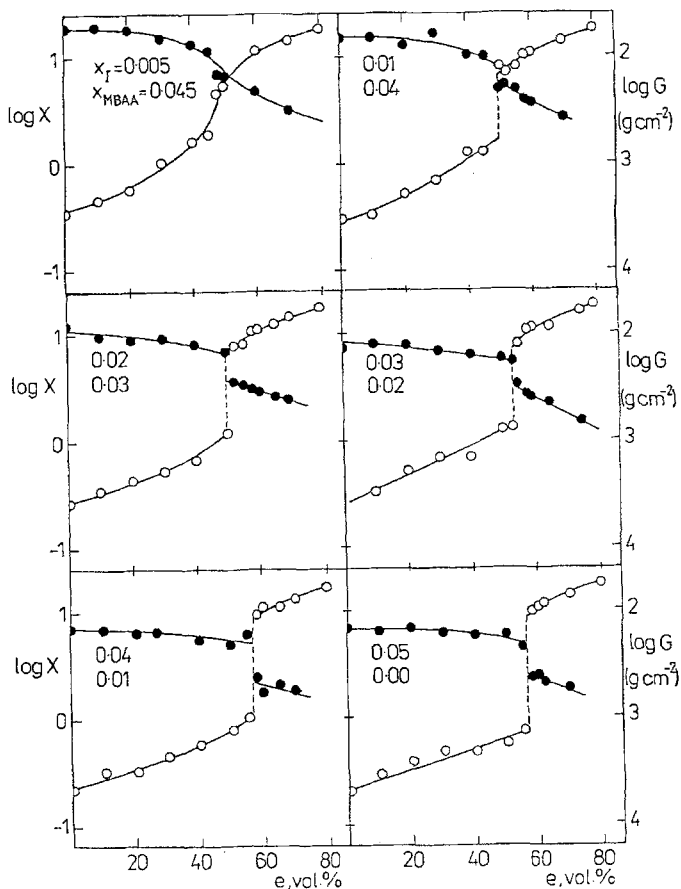 1
x_I=0.005
x_MBAA=0.045
log X
0
-1
0.01
0.04
2
log G
(g cm⁻²)
3
4
1
0.02
0.03
log X
0
-1
0.03
0.02
2
log G
(g cm⁻²)
3
4
1
0.04
0.01
log X
0
-1
0.05
0.00
2
log G
(g cm⁻²)
3
4
20 40 60 80
e, vol.%
20 40 60 80
e, vol.%